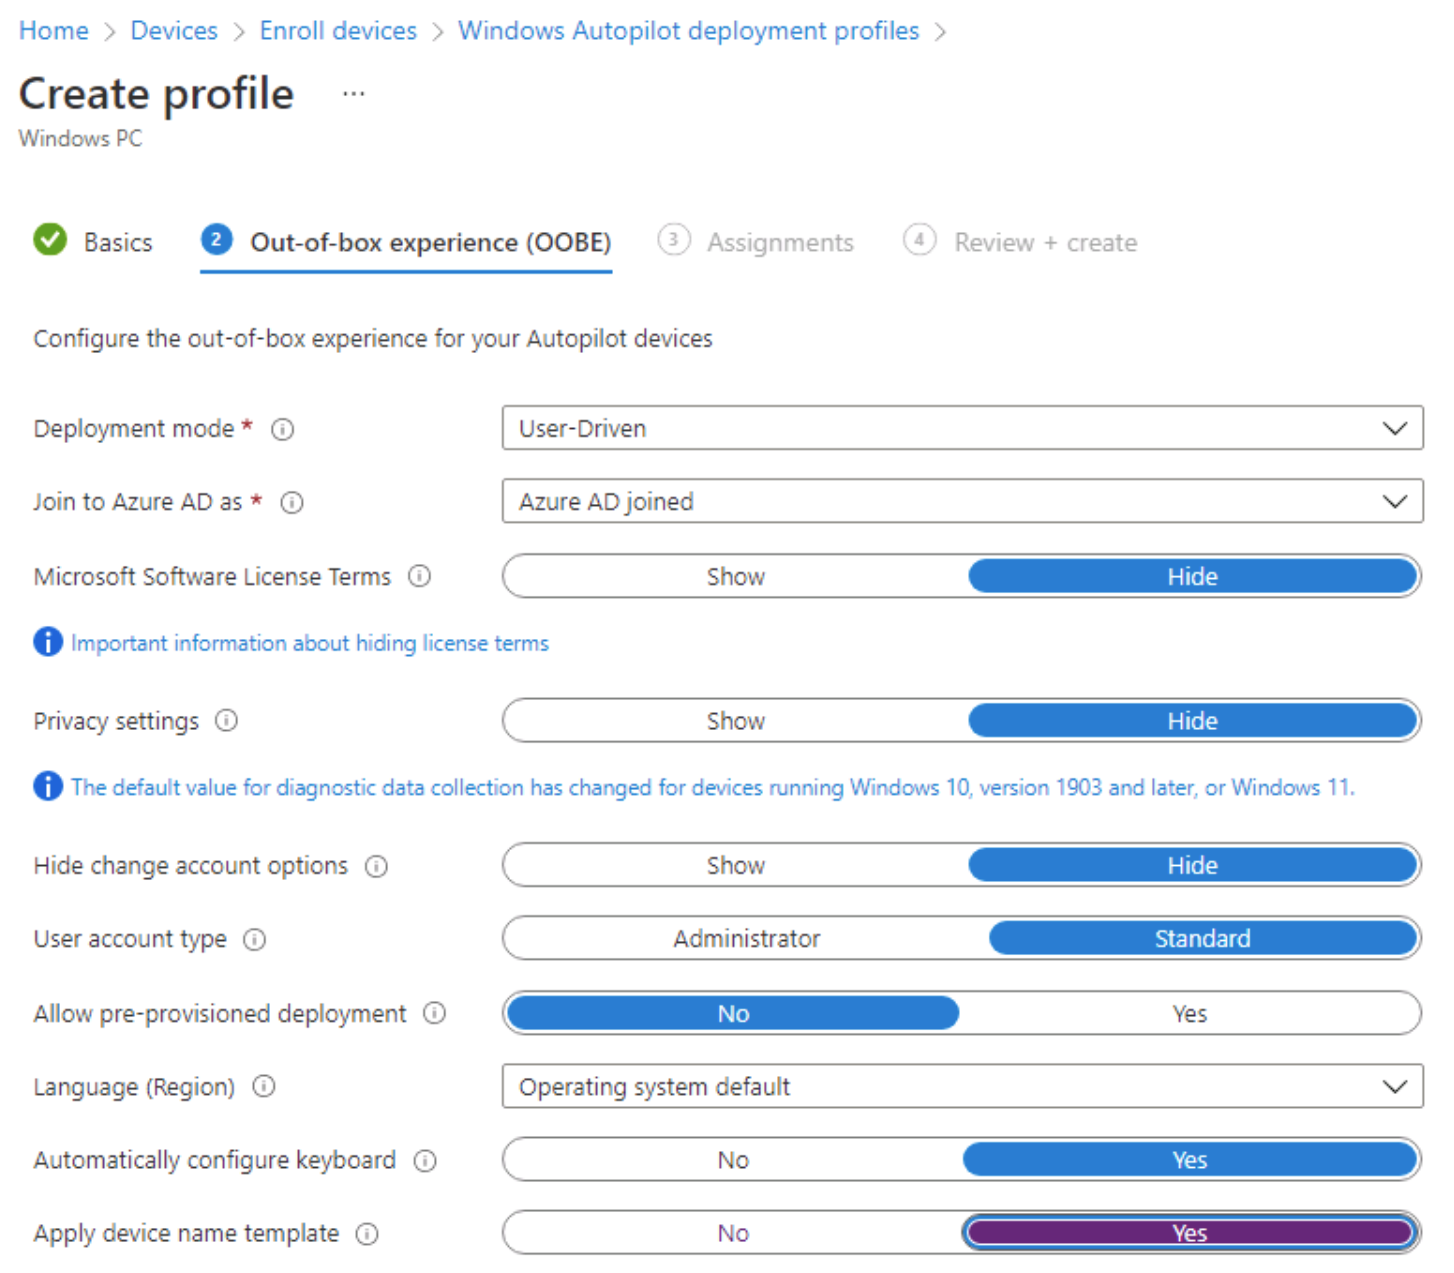 Home > Devices > Enroll devices > Windows Autopilot deployment profiles >
Create profile ...
Windows PC
Basics 2 Out-of-box experience (OOBE) 3 Assignments 4 Review + create
Configure the out-of-box experience for your Autopilot devices
Deployment mode * User-Driven
Join to Azure AD as * Azure AD joined
Microsoft Software License Terms Show Hide
Important information about hiding license terms
Privacy settings Show Hide
The default value for diagnostic data collection has changed for devices running Windows 10, version 1903 and later, or Windows 11.
Hide change account options Show Hide
User account type Administrator Standard
Allow pre-provisioned deployment No Yes
Language (Region) Operating system default
Automatically configure keyboard No Yes
Apply device name template No Yes